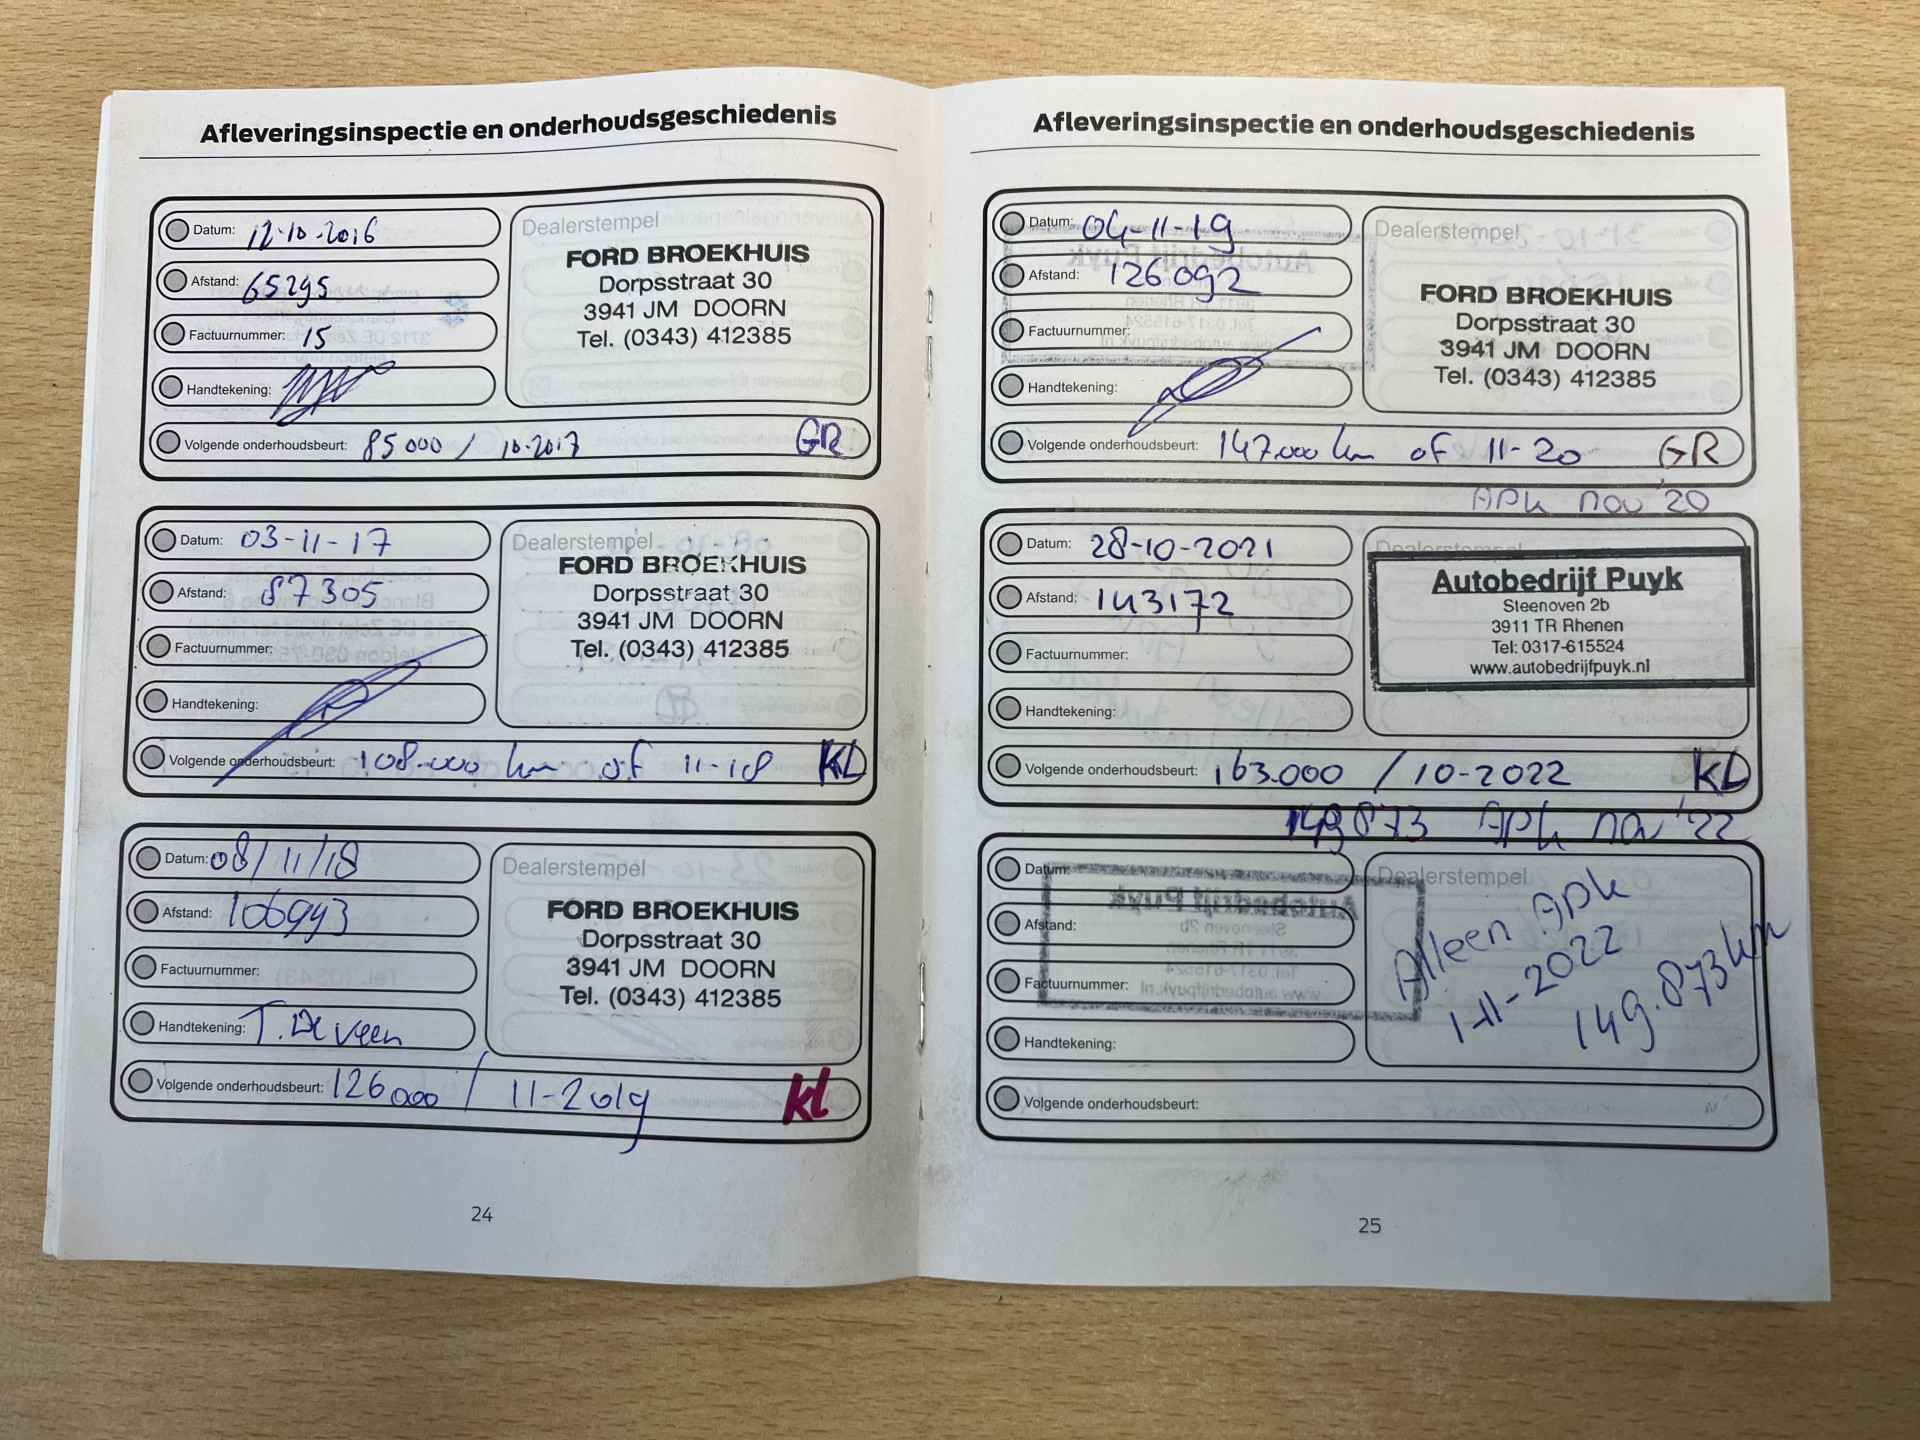 Afleveringsinspectie en onderhoudsgeschiedenis
Datum: 12-10-2016
Afstand: 65295
Factuurnummer: 15
Handtekening:
Volgende onderhoudsbeurt: 85000 / 10-2017 GR
Dealerstempel
FORD BROEKHUIS
Dorpsstraat 30
3941 JM DOORN
Tel. (0343) 412385
Datum: 03-11-17
Afstand: 87305
Factuurnummer:
Handtekening:
Volgende onderhoudsbeurt: 108.000 km of 11-18 KL
Dealerstempel
FORD BROEKHUIS
Dorpsstraat 30
3941 JM DOORN
Tel. (0343) 412385
Datum: 08/11/18
Afstand: 106943
Factuurnummer:
Handtekening: T. De Veen
Volgende onderhoudsbeurt: 126000 / 11-2019 kl
Dealerstempel
FORD BROEKHUIS
Dorpsstraat 30
3941 JM DOORN
Tel. (0343) 412385
24
Afleveringsinspectie en onderhoudsgeschiedenis
Datum: 04-11-19
Afstand: 126092
Factuurnummer:
Handtekening:
Volgende onderhoudsbeurt: 147.000 km of 11-20 GR
Dealerstempel
FORD BROEKHUIS
Dorpsstraat 30
3941 JM DOORN
Tel. (0343) 412385
APK nov '20
Datum: 28-10-2021
Afstand: 143172
Factuurnummer:
Handtekening:
Volgende onderhoudsbeurt: 163.000 / 10-2022 KL
Dealerstempel
Autobedrijf Puyk
Steenoven 2b
3911 TR Rhenen
Tel: 0317-615524
www.autobedrijfpuyk.nl
149873 APK nov '22
Datum:
Afstand:
Factuurnummer:
Handtekening:
Volgende onderhoudsbeurt:
Dealerstempel
Alleen APK
1-11-2022
149.873 km
25